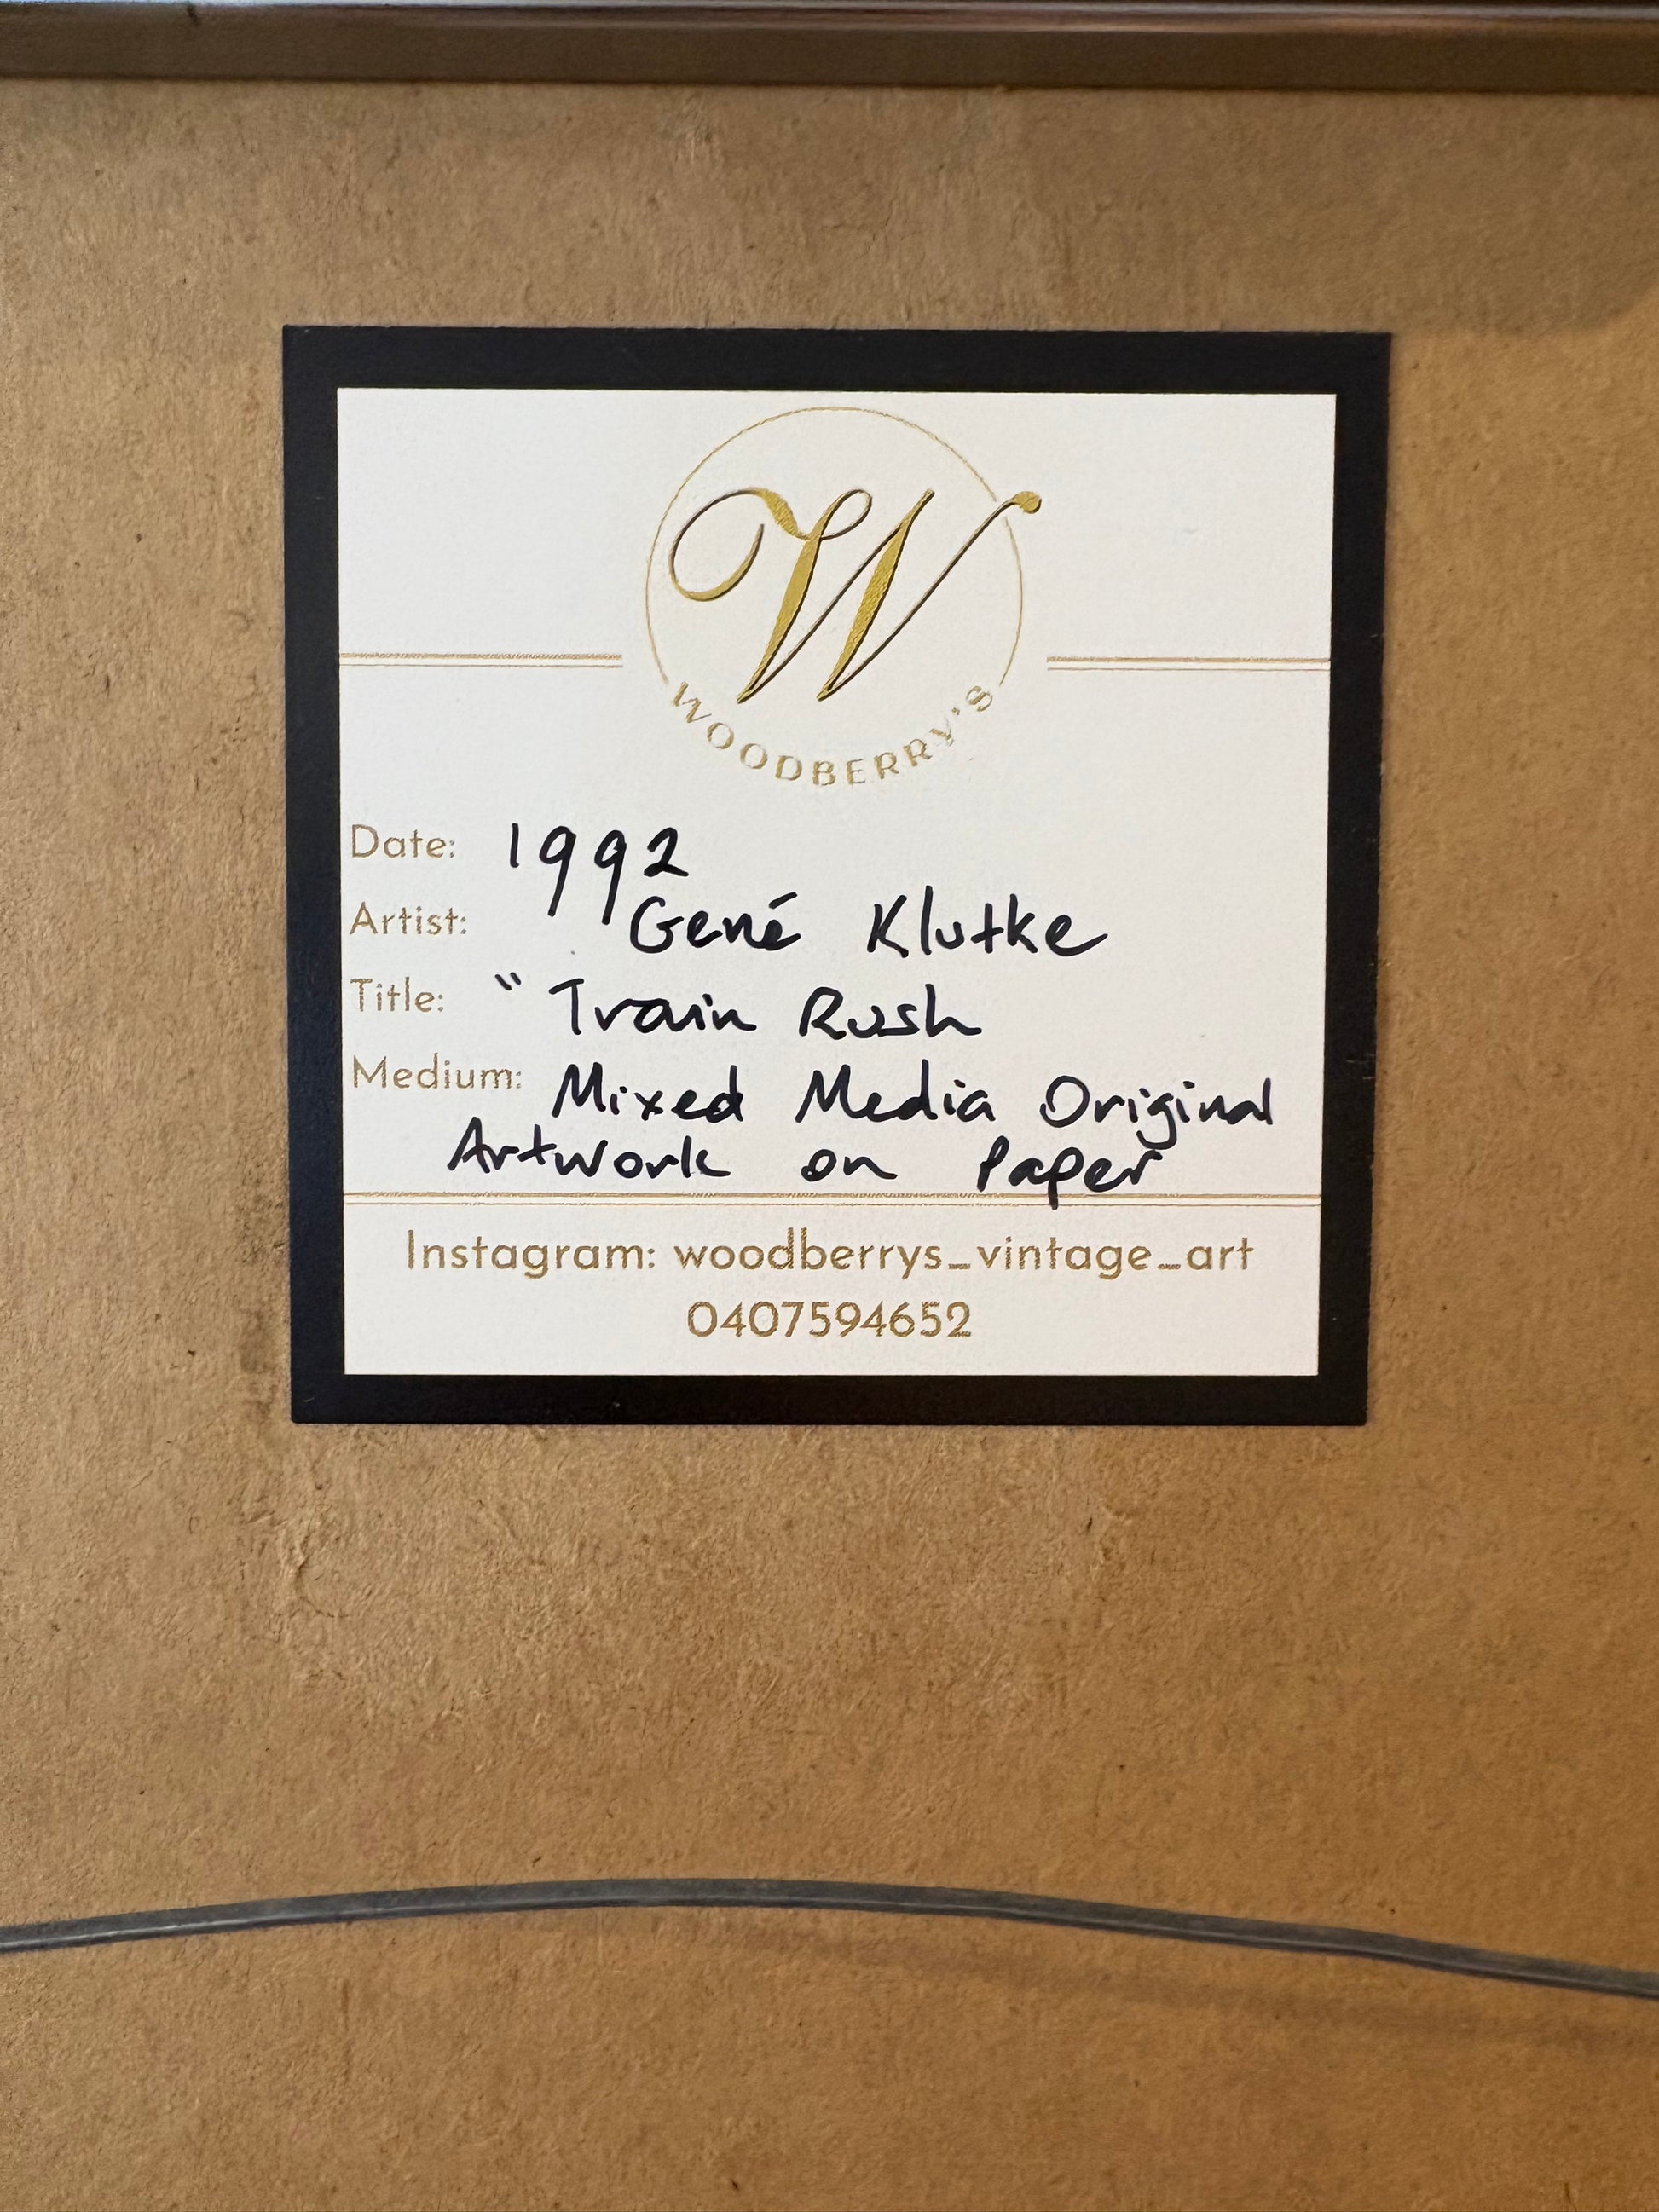 W
WOODBERRY'S
Date: 1992
Artist: Gené Klutke
Title: " Train Rush
Medium: Mixed Media Original
Artwork on Paper
Instagram: woodberrys_vintage_art
0407594652